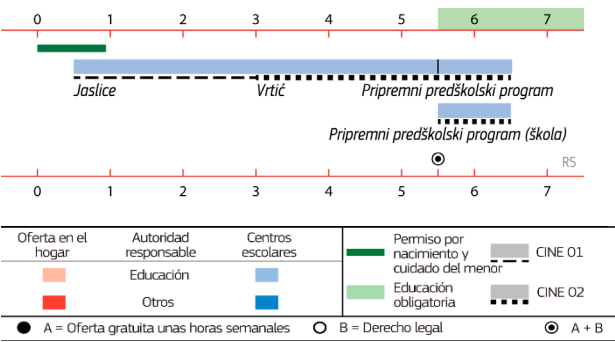 0 1 2 3 4 5 6 7
Jaslice Vrtić Pripremni predškolski program
Pripremni predškolski program (škola)
RS
0 1 2 3 4 5 6 7
Oferta en el hogar
Autoridad responsable
Centros escolares
Educación
Otros
Permiso por nacimiento y cuidado del menor
CINE 01
Educación obligatoria
CINE 02
A = Oferta gratuita unas horas semanales
B = Derecho legal
A + B